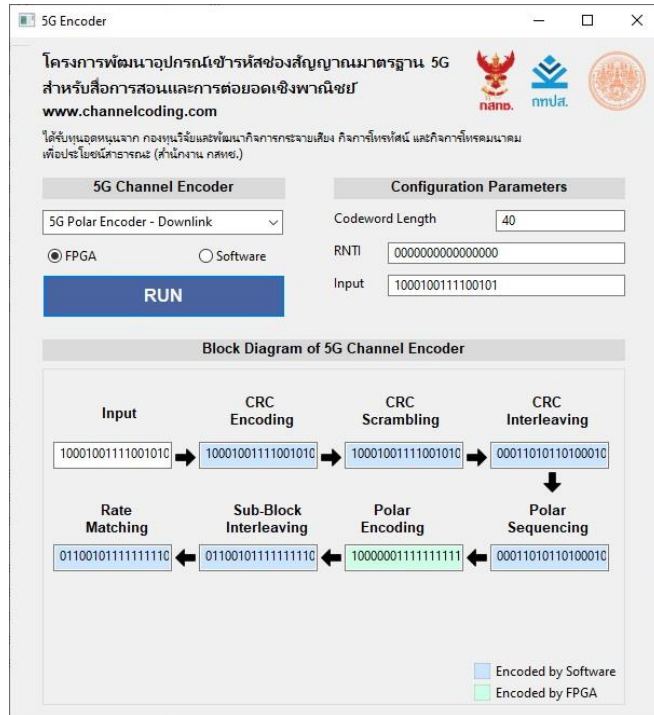 5G Encoder
โครงการพัฒนาอุปกรณ์เข้ารหัสช่องสัญญาณมาตรฐาน 5G
สำหรับสื่อการสอนและการต่อยอดเชิงพาณิชย์
www.channelcoding.com
กสทช.
กทปส.
ได้รับทุนอุดหนุนจาก กองทุนวิจัยและพัฒนากิจการกระจายเสียง กิจการโทรทัศน์ และกิจการโทรคมนาคม
เพื่อประโยชน์สาธารณะ (สำนักงาน กสทช.)
5G Channel Encoder
Configuration Parameters
5G Polar Encoder - Downlink
Codeword Length 40
FPGA Software
RNTI 0000000000000000
RUN
Input 1000100111100101
Block Diagram of 5G Channel Encoder
Input
CRC
Encoding
CRC
Scrambling
CRC
Interleaving
10001001111001010
10001001111001010
10001001111001010
00011010110100010
Rate
Matching
Sub-Block
Interleaving
Polar
Encoding
Polar
Sequencing
01100101111111110
01100101111111110
10000001111111111
00011010110100010
Encoded by Software
Encoded by FPGA